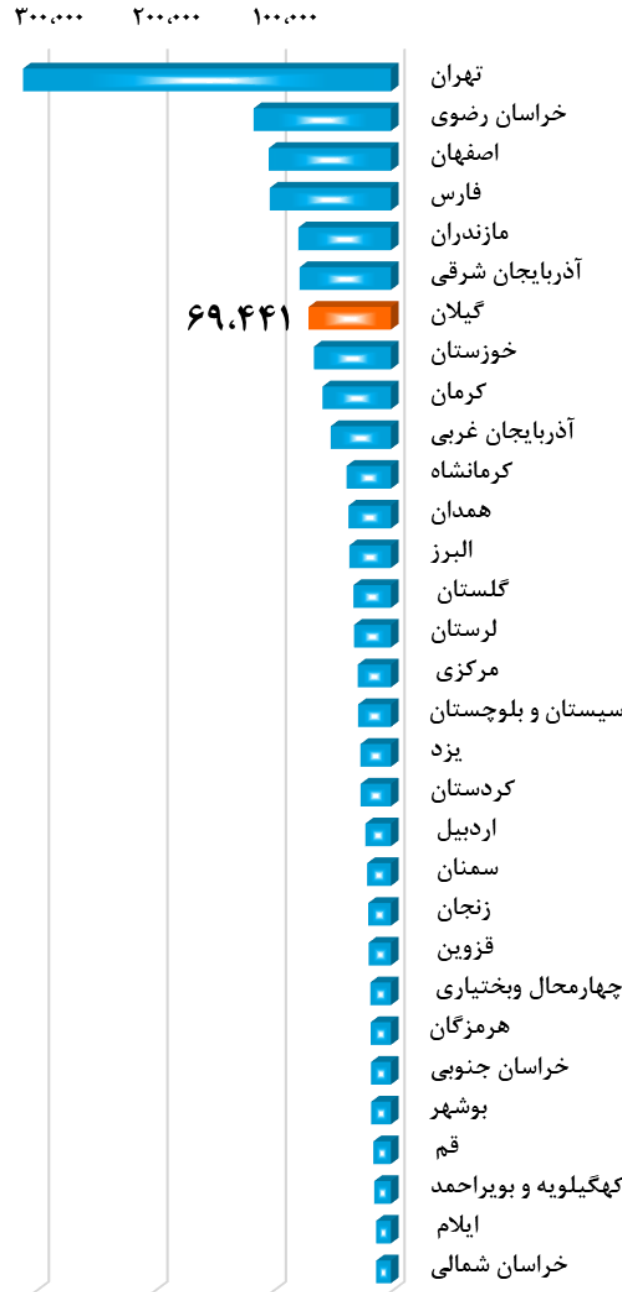 ۳۰۰،۰۰۰ ۲۰۰،۰۰۰ ۱۰۰،۰۰۰
تهران
خراسان رضوی
اصفهان
فارس
مازندران
آذربایجان شرقی
گیلان ۶۹،۴۴۱
خوزستان
کرمان
آذربایجان غربی
کرمانشاه
همدان
البرز
گلستان
لرستان
مرکزی
سیستان و بلوچستان
یزد
کردستان
اردبیل
سمنان
زنجان
قزوین
چهارمحال وبختیاری
هرمزگان
خراسان جنوبی
بوشهر
قم
کهگیلویه و بویراحمد
ایلام
خراسان شمالی